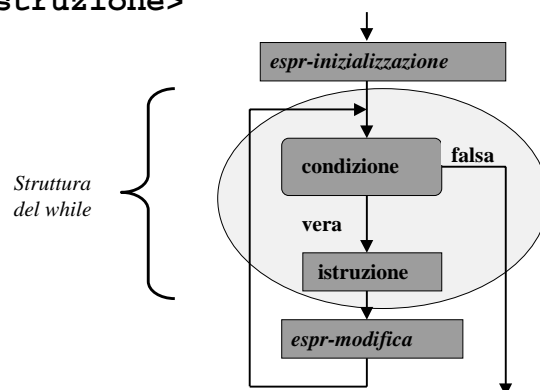 struzione>
espr-inizializzazione
condizione
falsa
Struttura
del while
vera
istruzione
espr-modifica